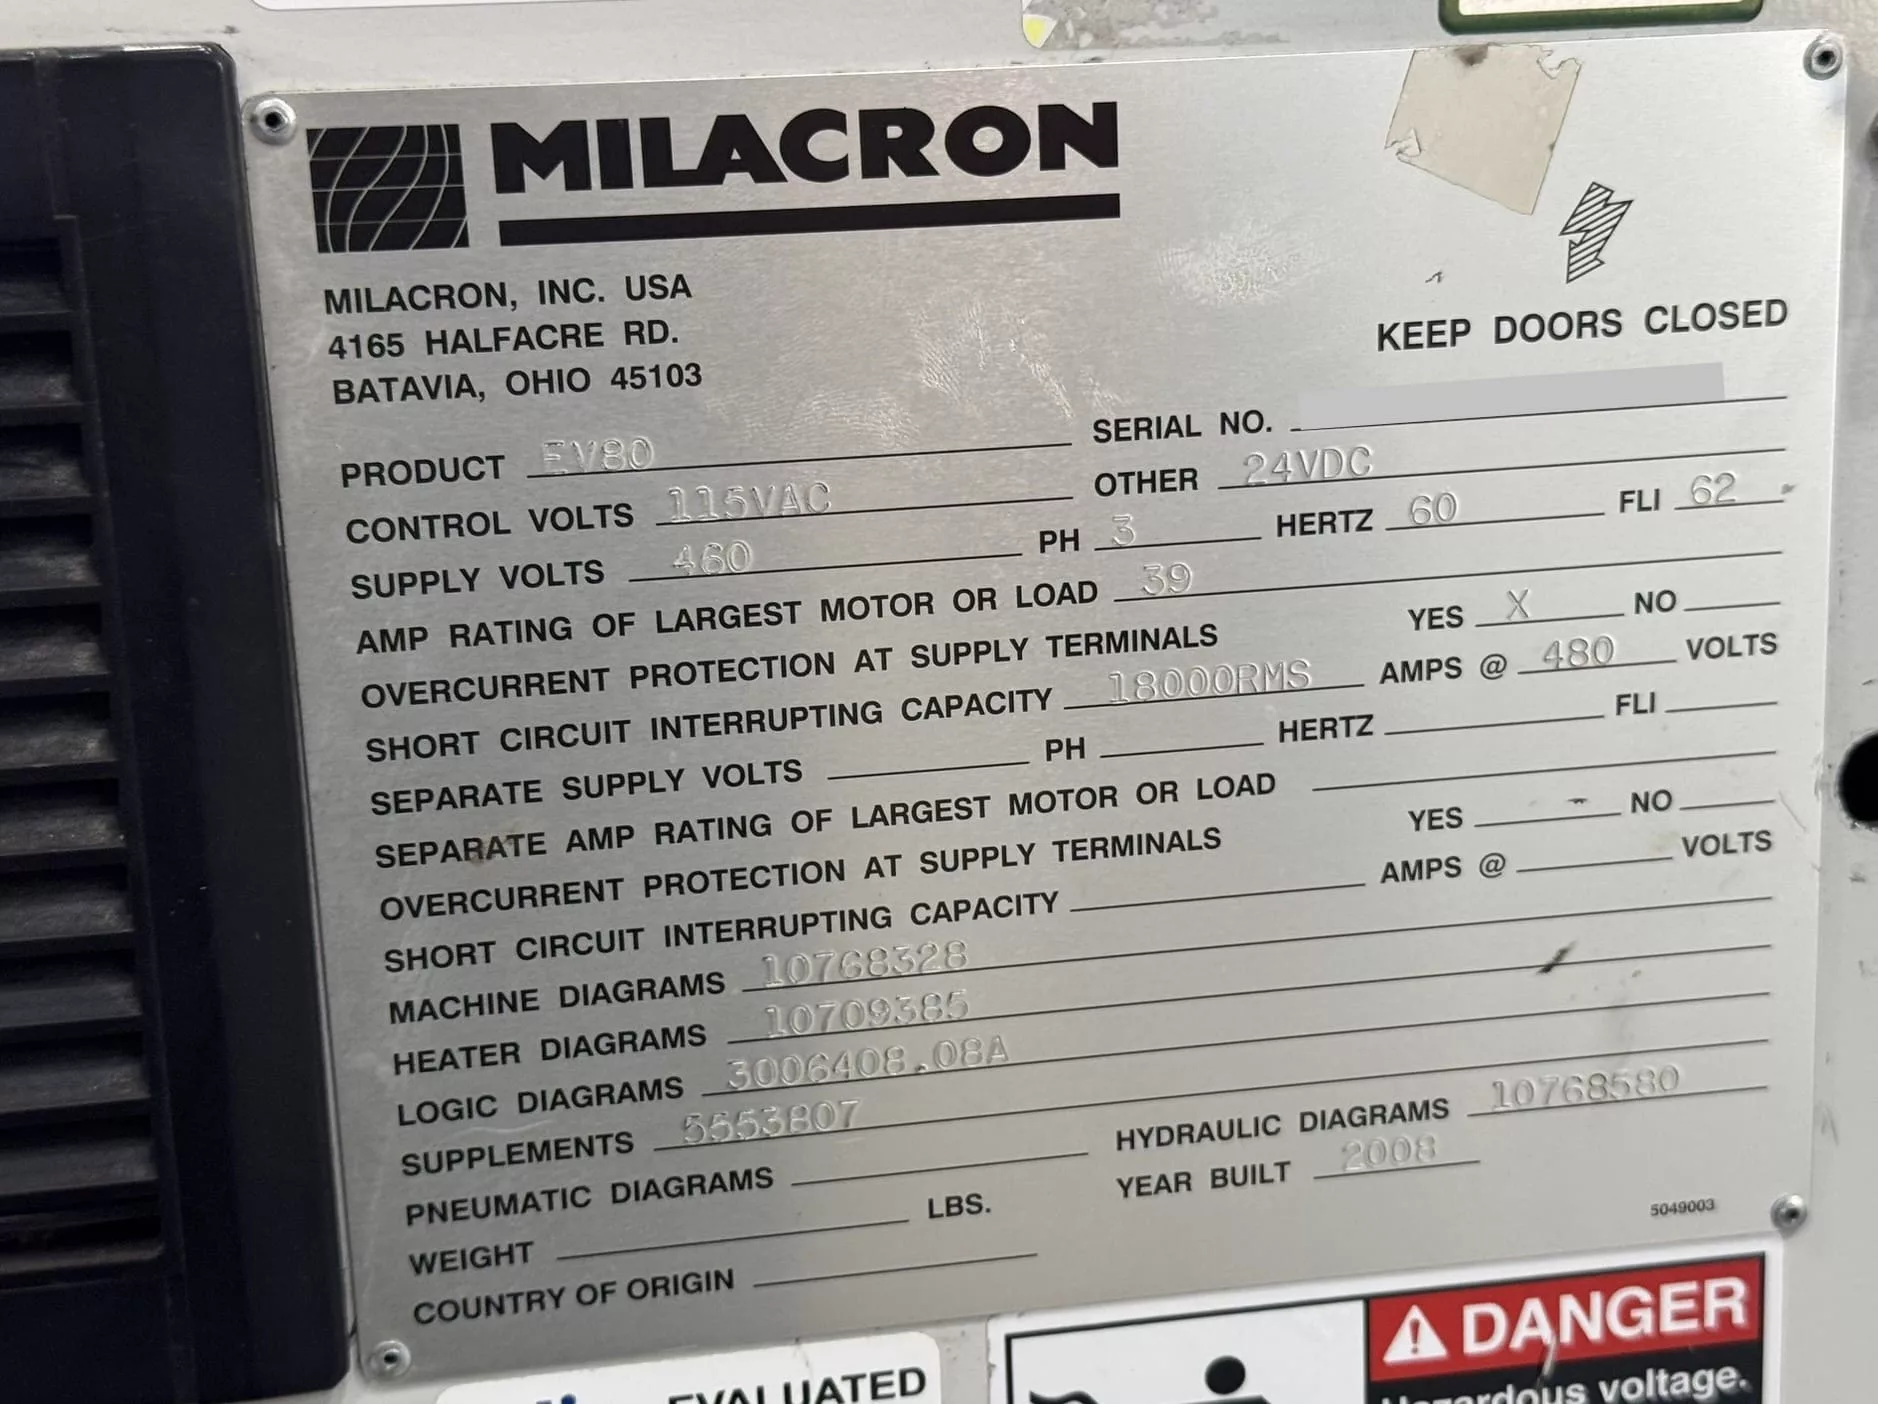 MILACRON
MILACRON, INC. USA
4165 HALFACRE RD.
BATAVIA, OHIO 45103
KEEP DOORS CLOSED
PRODUCT EV80 SERIAL NO.
CONTROL VOLTS 115VAC OTHER 24VDC
SUPPLY VOLTS 460 PH 3 HERTZ 60 FLI 62
AMP RATING OF LARGEST MOTOR OR LOAD 39
OVERCURRENT PROTECTION AT SUPPLY TERMINALS YES X NO
SHORT CIRCUIT INTERRUPTING CAPACITY 18000RMS AMPS @ 480 VOLTS
SEPARATE SUPPLY VOLTS PH HERTZ FLI
SEPARATE AMP RATING OF LARGEST MOTOR OR LOAD
OVERCURRENT PROTECTION AT SUPPLY TERMINALS YES NO
SHORT CIRCUIT INTERRUPTING CAPACITY AMPS @ VOLTS
MACHINE DIAGRAMS 10768328
HEATER DIAGRAMS 10709385
LOGIC DIAGRAMS 3006408.08A
SUPPLEMENTS 5553807
PNEUMATIC DIAGRAMS HYDRAULIC DIAGRAMS 10768580
WEIGHT LBS. YEAR BUILT 2008
COUNTRY OF ORIGIN
5049003
EVALUATED
DANGER
Hazardous voltage.